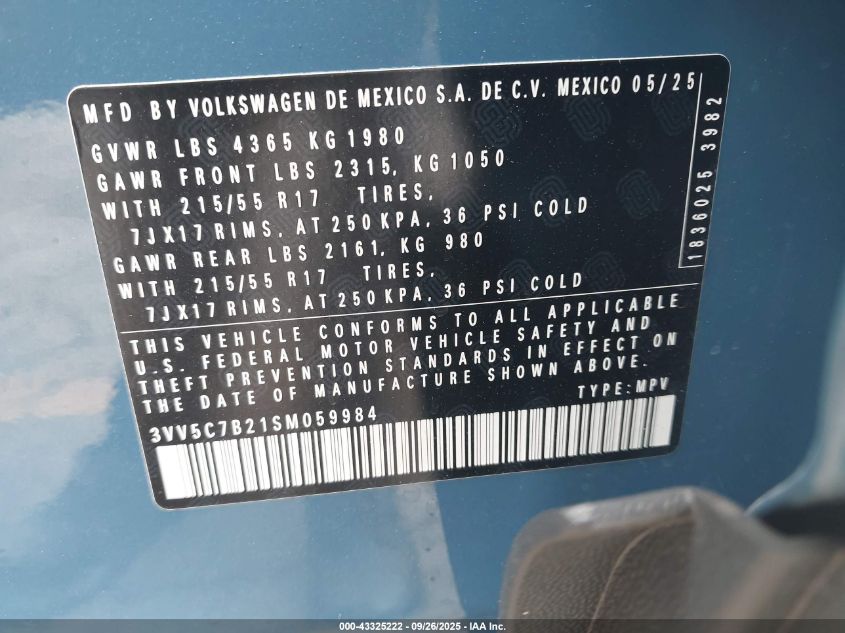 MFD BY VOLKSWAGEN DE MEXICO S.A. DE C.V. MEXICO 05/25
GVWR LBS 4365 KG 1980
GAWR FRONT LBS 2315, KG 1050
WITH 215/55 R17 TIRES,
7JX17 RIMS, AT 250 KPA, 36 PSI COLD
GAWR REAR LBS 2161, KG 980
WITH 215/55 R17 TIRES,
7JX17 RIMS, AT 250 KPA, 36 PSI COLD
1836025 3982
THIS VEHICLE CONFORMS TO ALL APPLICABLE
U.S. FEDERAL MOTOR VEHICLE SAFETY AND
THEFT PREVENTION STANDARDS IN EFFECT ON
THE DATE OF MANUFACTURE SHOWN ABOVE.
TYPE: MPV
3VV5C7B21SM059984
000-43325222 - 09/26/2025 - IAA Inc.